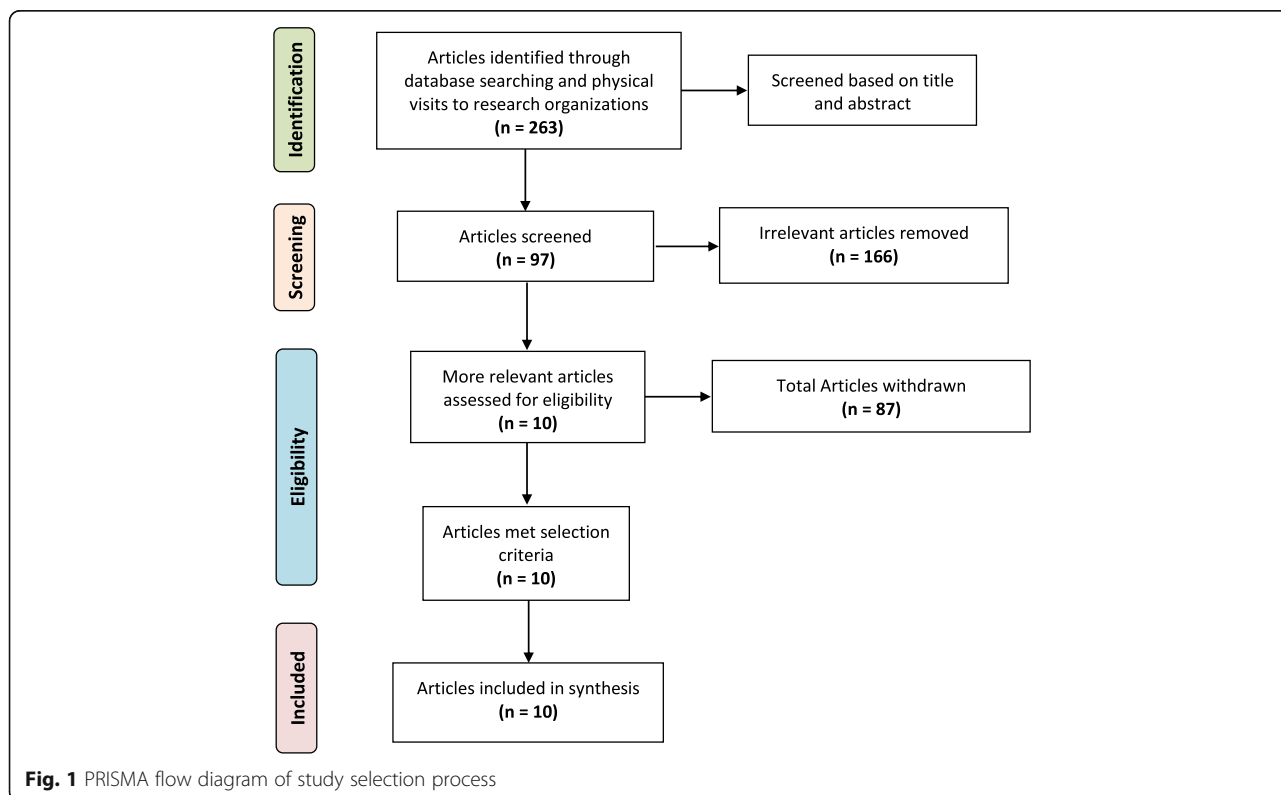 Identification
Articles identified through
database searching and physical
visits to research organizations
(n = 263)
Screened based on title
and abstract
Screening
Articles screened
(n = 97)
Irrelevant articles removed
(n = 166)
Eligibility
More relevant articles
assessed for eligibility
(n = 10)
Total Articles withdrawn
(n = 87)
Articles met selection
criteria
(n = 10)
Included
Articles included in synthesis
(n = 10)
Fig. 1 PRISMA flow diagram of study selection process